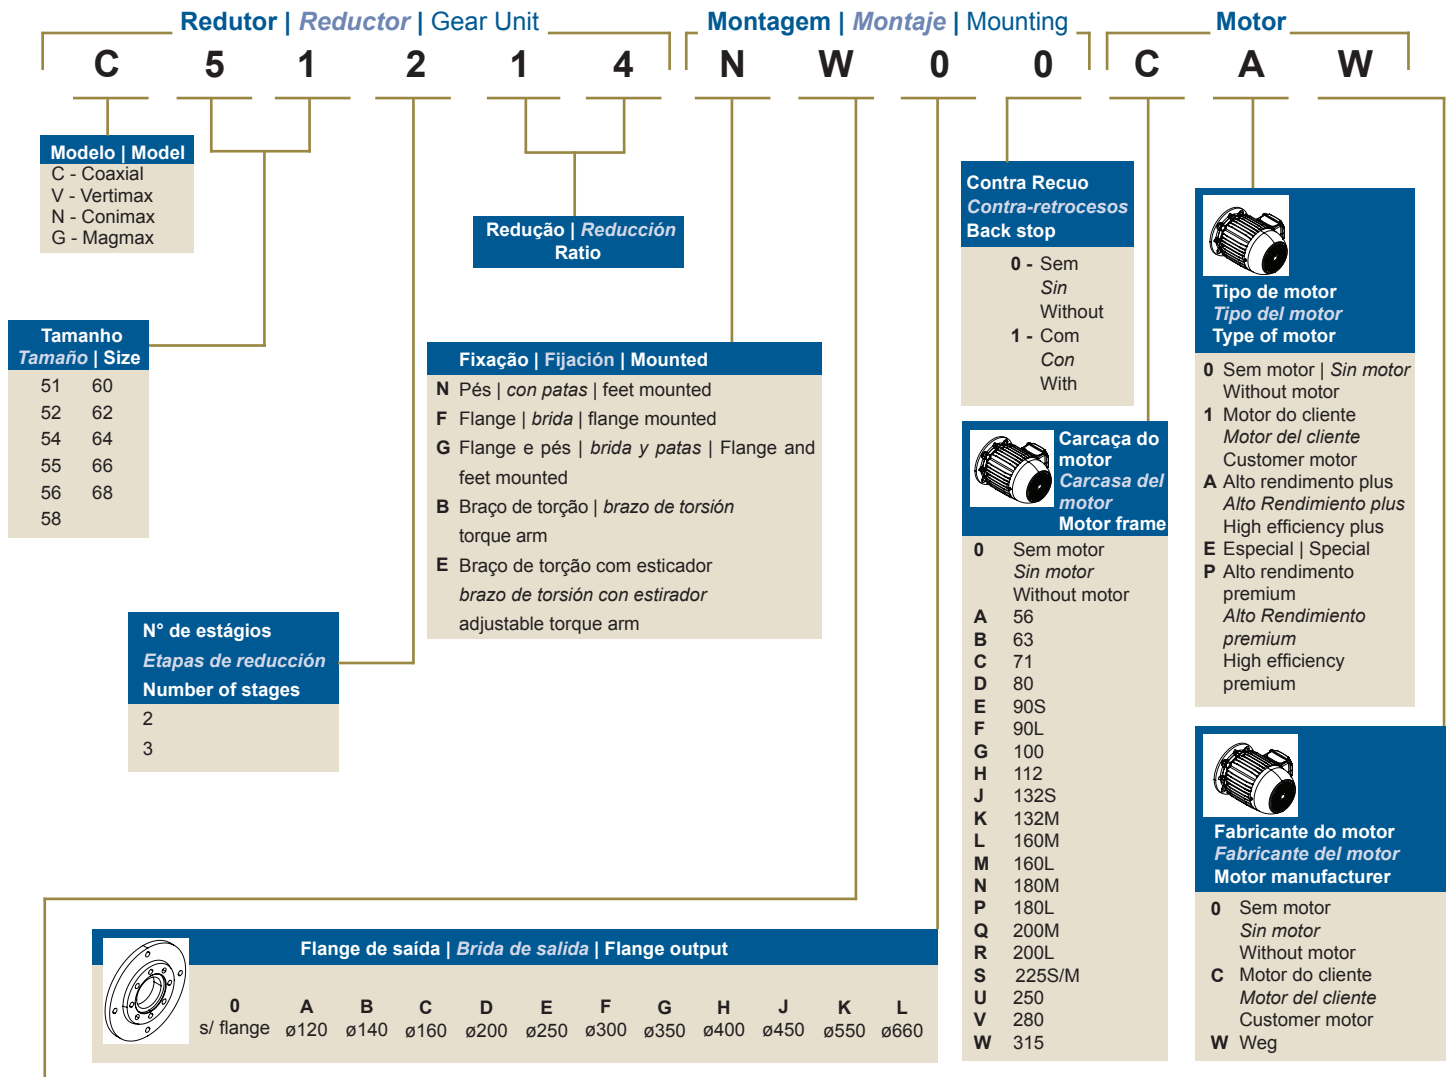 Redutor | Reductor | Gear Unit
Montagem | Montaje | Mounting
Motor
C 5 1 2 1 4 N W 0 0 C A W
Modelo | Model
C - Coaxial
V - Vertimax
N - Conimax
G - Magmax
Redução | Reducción
Ratio
Tamanho
Tamaño | Size
51 60
52 62
54 64
55 66
56 68
58
Fixação | Fijación | Mounted
N Pés | con patas | feet mounted
F Flange | brida | flange mounted
G Flange e pés | brida y patas | Flange and
feet mounted
B Braço de torção | brazo de torsión
torque arm
E Braço de torção com esticador
brazo de torsión con estirador
adjustable torque arm
N° de estágios
Etapas de reducción
Number of stages
2
3
Contra Recuo
Contra-retrocesos
Back stop
0 - Sem
Sin
Without
1 - Com
Con
With
Carcaça do
motor
Carcasa del
motor
Motor frame
0 Sem motor
Sin motor
Without motor
A 56
B 63
C 71
D 80
E 90S
F 90L
G 100
H 112
J 132S
K 132M
L 160M
M 160L
N 180M
P 180L
Q 200M
R 200L
S 225S/M
U 250
V 280
W 315
Tipo de motor
Tipo del motor
Type of motor
0 Sem motor | Sin motor
Without motor
1 Motor do cliente
Motor del cliente
Customer motor
A Alto rendimento plus
Alto Rendimiento plus
High efficiency plus
E Especial | Special
P Alto rendimento
premium
Alto Rendimiento
premium
High efficiency
premium
Fabricante do motor
Fabricante del motor
Motor manufacturer
0 Sem motor
Sin motor
Without motor
C Motor do cliente
Motor del cliente
Customer motor
W Weg
Flange de saída | Brida de salida | Flange output
0 A B C D E F G H J K L
s/ flange ø120 ø140 ø160 ø200 ø250 ø300 ø350 ø400 ø450 ø550 ø660